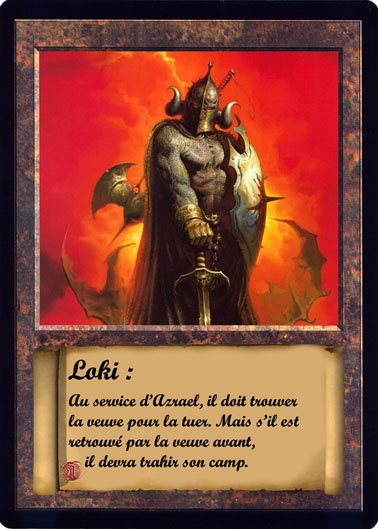 Loki :
Au service d'Azrael, il doit trouver
la veuve pour la tuer. Mais s'il est
retrouvé par la veuve avant,
il devra trahir son camp.